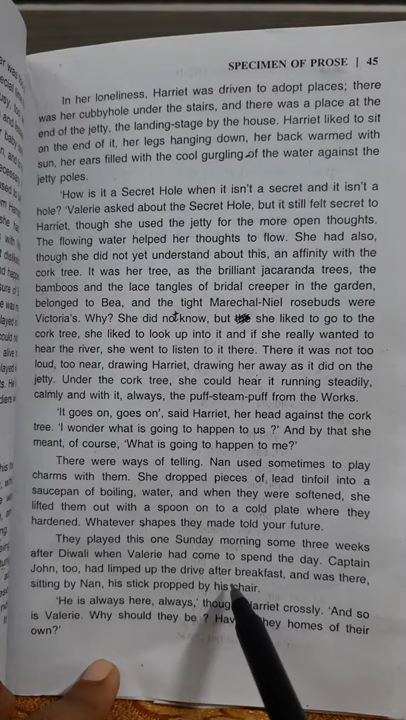 SPECIMEN OF PROSE | 45
In her loneliness, Harriet was driven to adopt places; there
was her cubbyhole under the stairs, and there was a place at the
end of the jetty, the landing-stage by the house. Harriet liked to sit
on the end of it, her legs hanging down, her back warmed with
sun, her ears filled with the cool gurgling of the water against the
jetty poles.
'How is it a Secret Hole when it isn't a secret and it isn't a
hole? 'Valerie asked about the Secret Hole, but it still felt secret to
Harriet, though she used the jetty for the more open thoughts.
The flowing water helped her thoughts to flow. She had also,
though she did not yet understand about this, an affinity with the
cork tree. It was her tree, as the brilliant jacaranda trees, the
bamboos and the lace tangles of bridal creeper in the garden,
belonged to Bea, and the tight Marechal-Niel rosebuds were
Victoria's. Why? She did not know, but she liked to go to the
cork tree, she liked to look up into it and if she really wanted to
hear the river, she went to listen to it there. There it was not too
loud, too near, drawing Harriet, drawing her away as it did on the
jetty. Under the cork tree, she could hear it running steadily,
calmly and with it, always, the puff-steam-puff from the Works.
'It goes on, goes on', said Harriet, her head against the cork
tree. 'I wonder what is going to happen to us ?' And by that she
meant, of course, 'What is going to happen to me?'
There were ways of telling. Nan used sometimes to play
charms with them. She dropped pieces of lead tinfoil into a
saucepan of boiling, water, and when they were softened, she
lifted them out with a spoon on to a cold plate where they
hardened. Whatever shapes they made told your future.
They played this one Sunday morning some three weeks
after Diwali when Valerie had come to spend the day. Captain
John, too, had limped up the drive after breakfast, and was there,
sitting by Nan, his stick propped by his chair.
'He is always here, always,' Harriet crossly. 'And so
is Valerie. Why should they be ? they homes of their
own?'